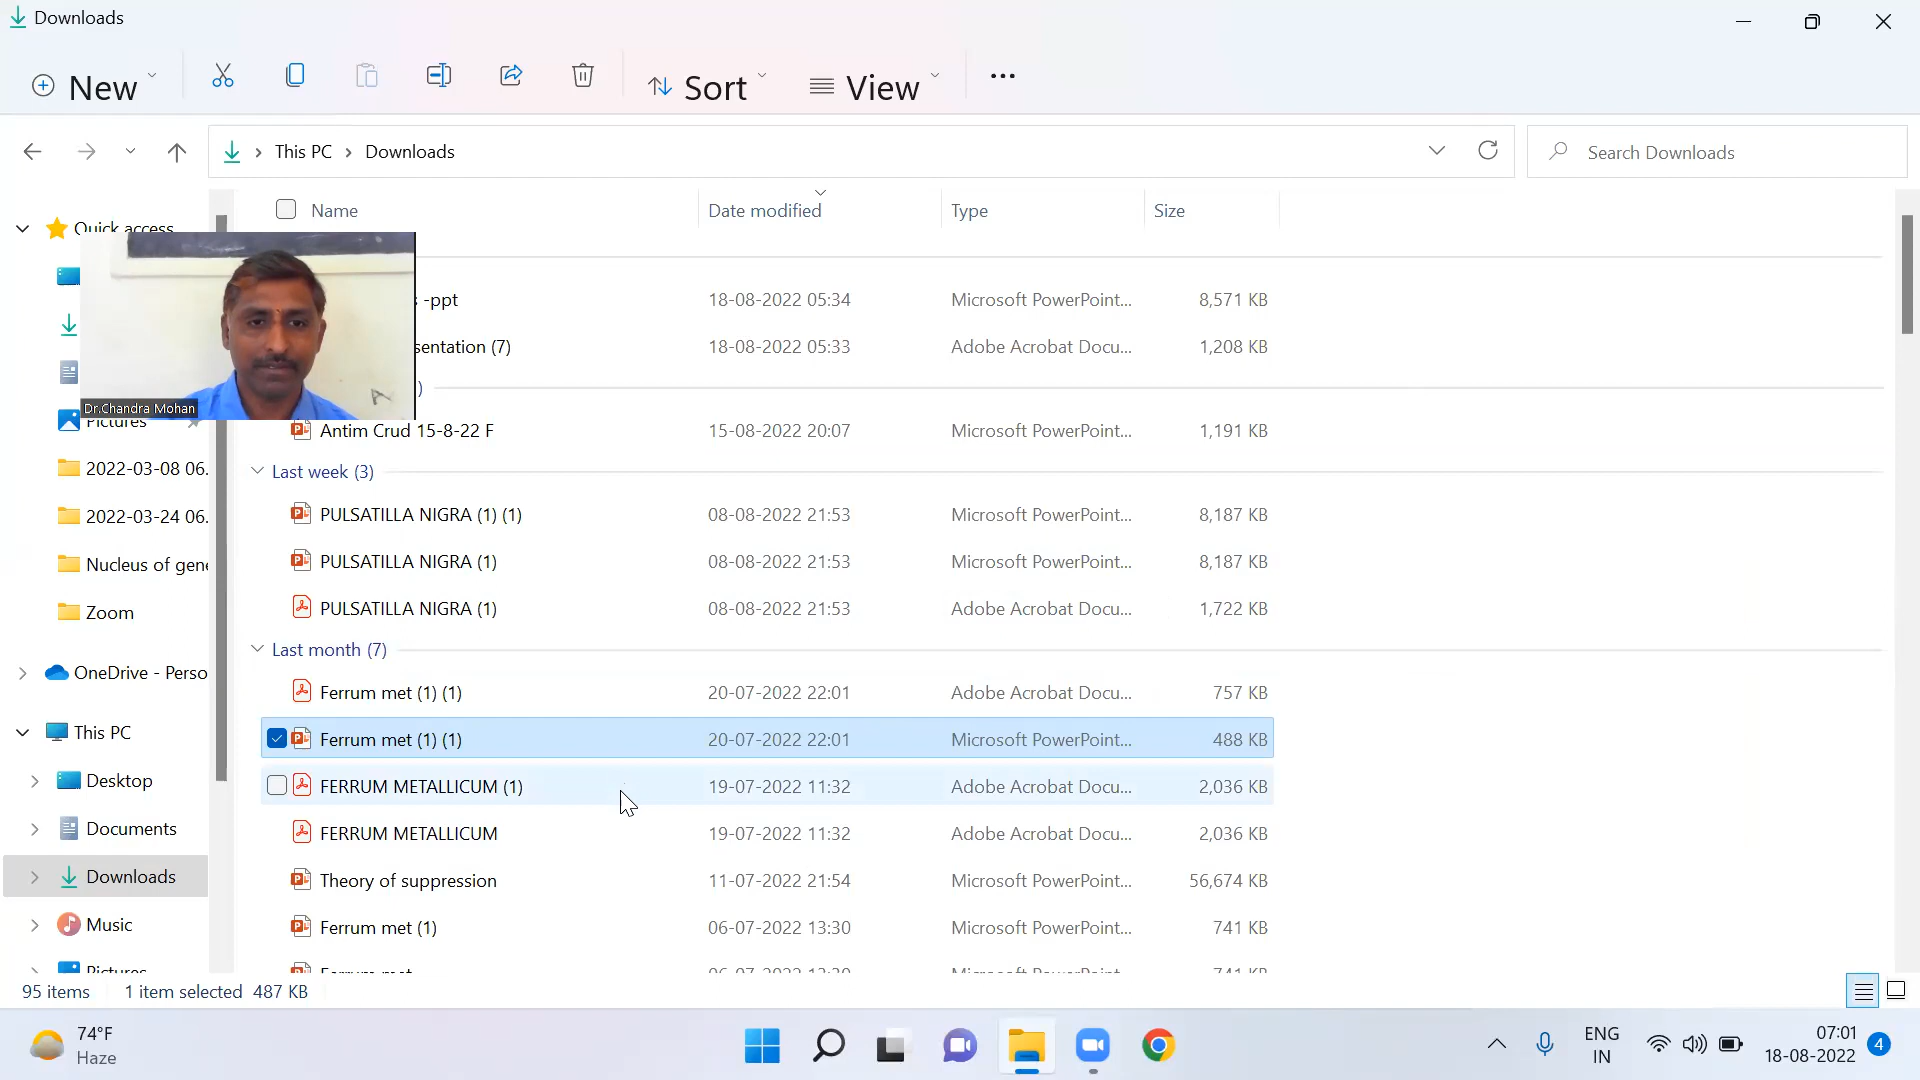 Downloads
New
Sort
View
This PC
Downloads
Search Downloads
Name
Date modified
Type
Size
Quick access
-ppt 18-08-2022 05:34 Microsoft PowerPoint... 8,571 KB
sentation (7) 18-08-2022 05:33 Adobe Acrobat Docu... 1,208 KB
Dr.Chandra Mohan
Pictures
Antim Crud 15-8-22 F 15-08-2022 20:07 Microsoft PowerPoint... 1,191 KB
2022-03-08 06.
Last week (3)
2022-03-24 06.
PULSATILLA NIGRA (1) (1) 08-08-2022 21:53 Microsoft PowerPoint... 8,187 KB
Nucleus of gene
PULSATILLA NIGRA (1) 08-08-2022 21:53 Microsoft PowerPoint... 8,187 KB
Zoom
PULSATILLA NIGRA (1) 08-08-2022 21:53 Adobe Acrobat Docu... 1,722 KB
Last month (7)
OneDrive - Perso
Ferrum met (1) (1) 20-07-2022 22:01 Adobe Acrobat Docu... 757 KB
This PC
Ferrum met (1) (1) 20-07-2022 22:01 Microsoft PowerPoint... 488 KB
Desktop
FERRUM METALLICUM (1) 19-07-2022 11:32 Adobe Acrobat Docu... 2,036 KB
Documents
FERRUM METALLICUM 19-07-2022 11:32 Adobe Acrobat Docu... 2,036 KB
Downloads
Theory of suppression 11-07-2022 21:54 Microsoft PowerPoint... 56,674 KB
Music
Ferrum met (1) 06-07-2022 13:30 Microsoft PowerPoint... 741 KB
Pictures
Ferrum met 06-07-2022 13:30 Microsoft PowerPoint... 741 KB
95 items 1 item selected 487 KB
74°F
Haze
ENG
IN
07:01
18-08-2022
4